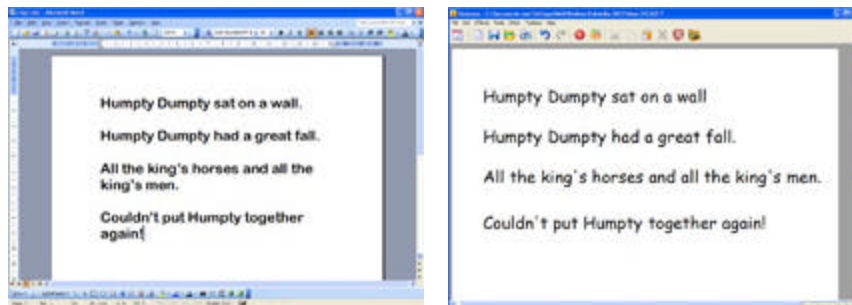 Humpty Dumpty sat on a wall.
Humpty Dumpty had a great fall.
All the king's horses and all the
king's men.
Couldn't put Humpty together
again!
Humpty Dumpty sat on a wall
Humpty Dumpty had a great fall.
All the king's horses and all the king's men.
Couldn't put Humpty together again!